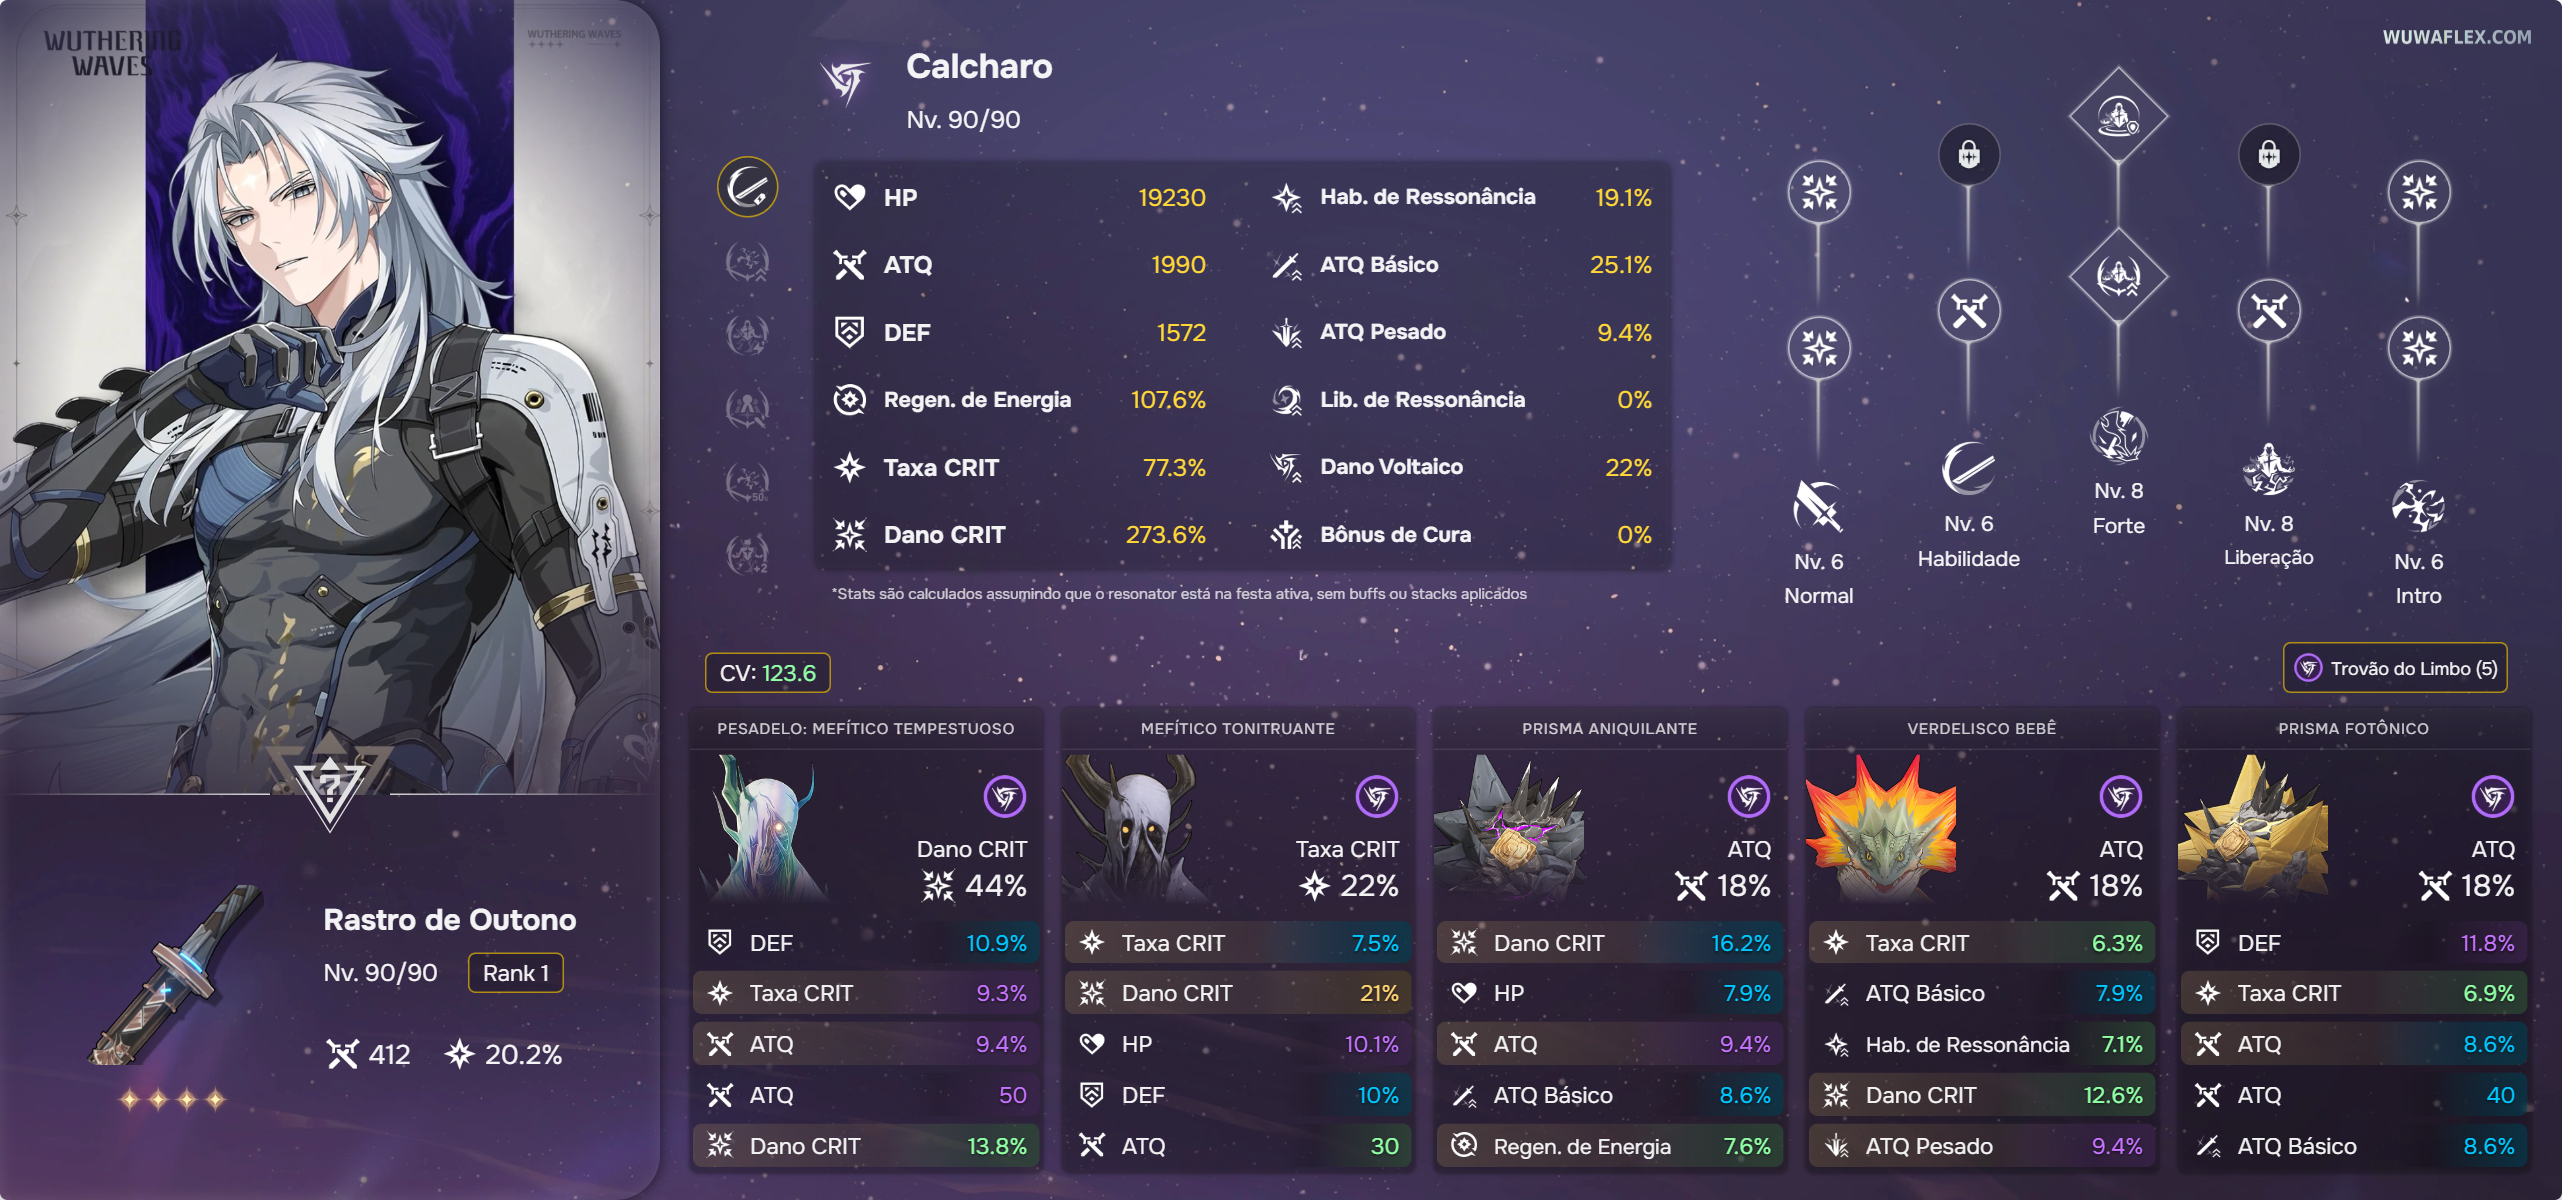 WUTHERING
WAVES
WUTHERING WAVES
WUWAFLEX.COM
Calcharo
Nv. 90/90
HP 19230
ATQ 1990
DEF 1572
Regen. de Energia 107.6%
Taxa CRIT 77.3%
Dano CRIT 273.6%
Hab. de Ressonância 19.1%
ATQ Básico 25.1%
ATQ Pesado 9.4%
Lib. de Ressonância 0%
Dano Voltaico 22%
Bônus de Cura 0%
*Stats são calculados assumindo que o resonator está na festa ativa, sem buffs ou stacks aplicados
Nv. 6
Normal
Nv. 6
Habilidade
Nv. 8
Forte
Nv. 8
Liberação
Nv. 6
Intro
CV: 123.6
Trovão do Limbo (5)
Rastro de Outono
Nv. 90/90 Rank 1
412 20.2%
PESADELO: MEFÍTICO TEMPESTUOSO
Dano CRIT
44%
DEF 10.9%
Taxa CRIT 9.3%
ATQ 9.4%
ATQ 50
Dano CRIT 13.8%
MEFÍTICO TONITRUANTE
Taxa CRIT
22%
Taxa CRIT 7.5%
Dano CRIT 21%
HP 10.1%
DEF 10%
ATQ 30
PRISMA ANIQUILANTE
ATQ
18%
Dano CRIT 16.2%
HP 7.9%
ATQ 9.4%
ATQ Básico 8.6%
Regen. de Energia 7.6%
VERDELISCO BEBÊ
ATQ
18%
Taxa CRIT 6.3%
ATQ Básico 7.9%
Hab. de Ressonância 7.1%
Dano CRIT 12.6%
ATQ Pesado 9.4%
PRISMA FOTÔNICO
ATQ
18%
DEF 11.8%
Taxa CRIT 6.9%
ATQ 8.6%
ATQ 40
ATQ Básico 8.6%